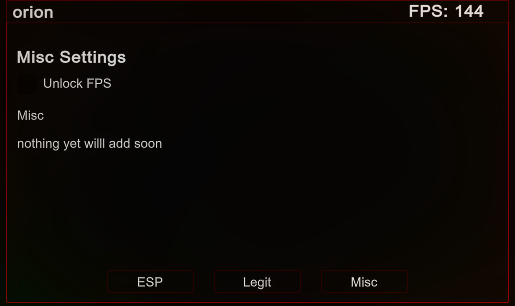 orion
FPS: 144
Misc Settings
Unlock FPS
Misc
nothing yet willl add soon
ESP
Legit
Misc